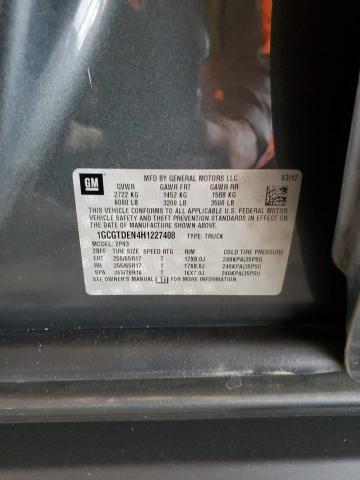 GM
MFD BY GENERAL MOTORS LLC
03/17
GVWR GAWR FRT GAWR RR
2722 KG 1452 KG 1588 KG
6000 LB 3200 LB 3500 LB
THIS VEHICLE CONFORMS TO ALL APPLICABLE U.S. FEDERAL MOTOR
VEHICLE SAFETY AND THEFT PREVENTION STANDARDS IN EFFECT
ON THE DATE OF MANUFACTURE SHOWN ABOVE.
1GCGTDEN4H1227408 TYPE: TRUCK
MODEL: 2P43
2BFF TIRE SIZE SPEED RTG RIM COLD TIRE PRESSURE
FRT 255/65R17 T 17X8.0J 240KPA(35PSI)
RR 255/65R17 T 17X8.0J 240KPA(35PSI)
SPA 265/70R16 T 16X7.0J 240KPA(35PSI)
SEE OWNER'S MANUAL FOR MORE INFORMATION.